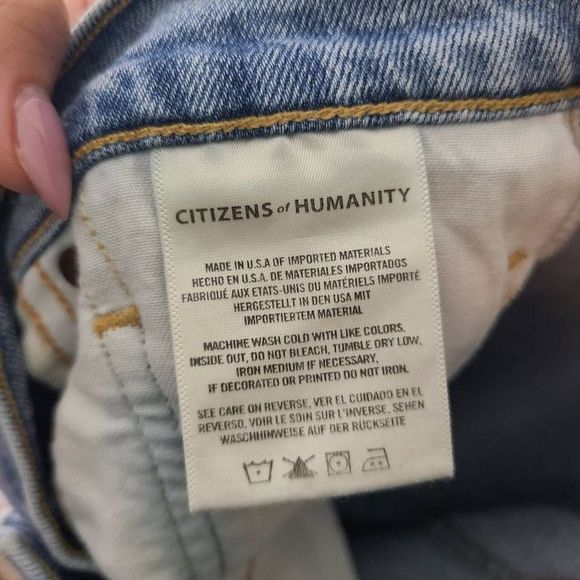 CITIZENS of HUMANITY
MADE IN U.S.A OF IMPORTED MATERIALS
HECHO EN U.S.A. DE MATERIALES IMPORTADOS
FABRIQUÉ AUX ETATS-UNIS DU MATÉRIELS IMPORTÉ
HERGESTELLT IN DEN USA MIT
IMPORTIERTEM MATERIAL
MACHINE WASH COLD WITH LIKE COLORS.
INSIDE OUT, DO NOT BLEACH, TUMBLE DRY LOW.
IRON MEDIUM IF NECESSARY.
IF DECORATED OR PRINTED DO NOT IRON.
SEE CARE ON REVERSE, VER EL CUIDADO EN EL
REVERSO, VOIR LE SOIN SUR L'INVERSE, SEHEN
WASCHHINWEISE AUF DER RÜCKSEITE